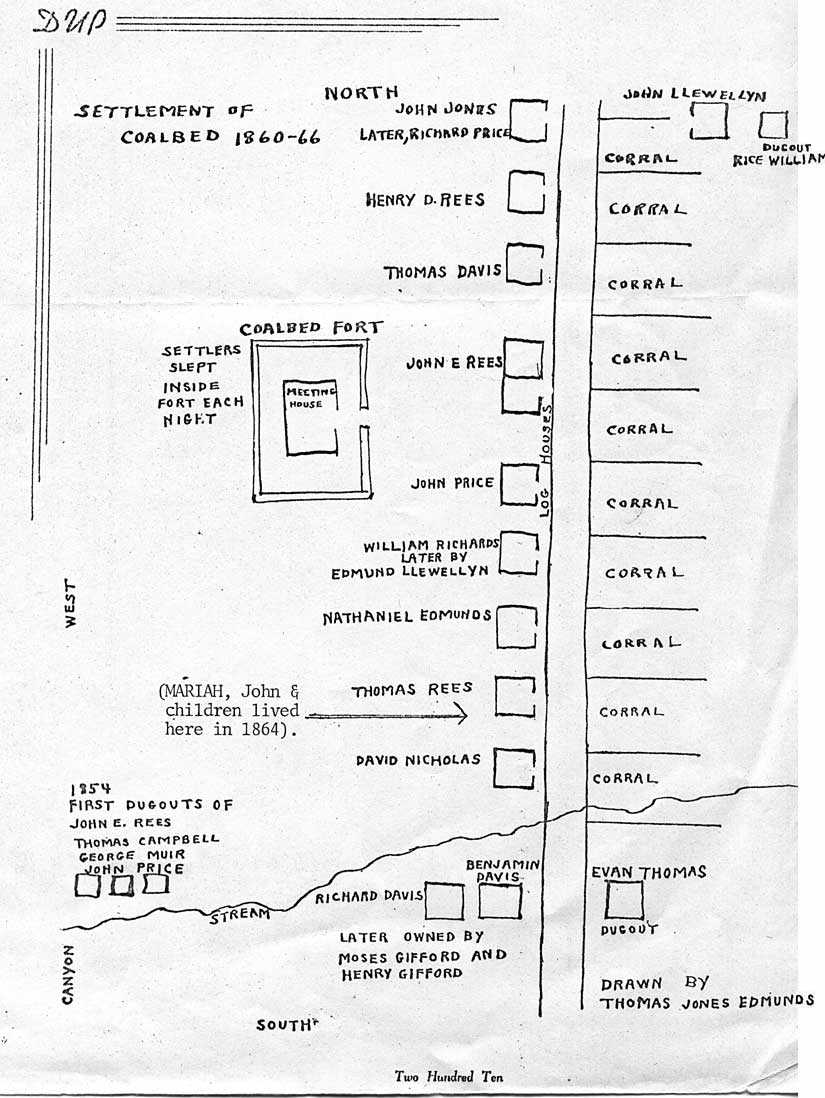 DUP
NORTH
SETTLEMENT OF
COALBED 1860-66
JOHN JONES
LATER, RICHARD PRICE
JOHN LLEWELLYN
DUGOUT
RICE WILLIAM
CORRAL
HENRY D. REES
CORRAL
THOMAS DAVIS
CORRAL
COALBED FORT
SETTLERS
SLEPT
INSIDE
FORT EACH
NIGHT
MEETING
HOUSE
JOHN E REES
CORRAL
LOG HOUSES
CORRAL
JOHN PRICE
CORRAL
WILLIAM RICHARDS
LATER BY
EDMUND LLEWELLYN
CORRAL
WEST
NATHANIEL EDMUNDS
CORRAL
(MARIAH, John &
children lived
here in 1864).
THOMAS REES
CORRAL
DAVID NICHOLAS
CORRAL
1854
FIRST DUGOUTS OF
JOHN E. REES
THOMAS CAMPBELL
GEORGE MUIR
JOHN PRICE
STREAM
RICHARD DAVIS
BENJAMIN
DAVIS
LATER OWNED BY
MOSES GIFFORD AND
HENRY GIFFORD
EVAN THOMAS
DUGOUT
CANYON
DRAWN BY
THOMAS JONES EDMUNDS
SOUTH
Two Hundred Ten